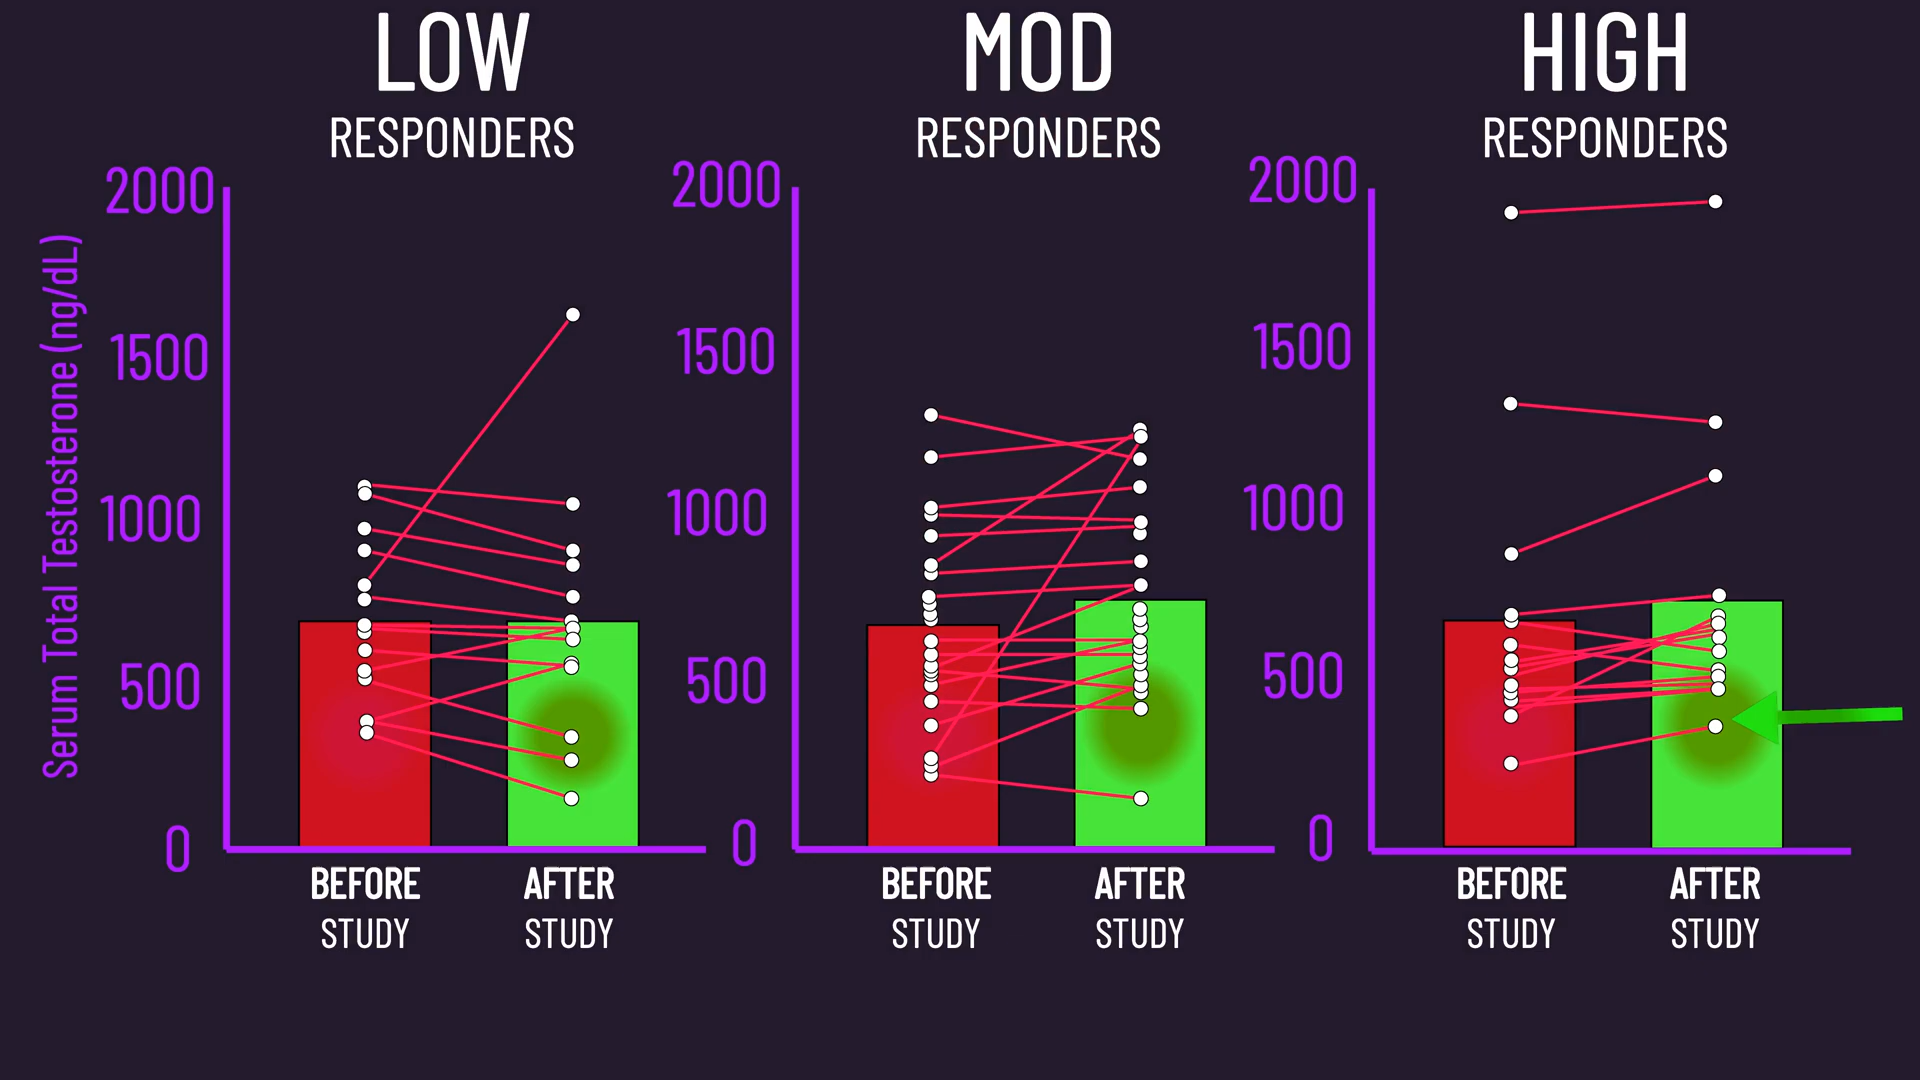 LOW
RESPONDERS
MOD
RESPONDERS
HIGH
RESPONDERS
Serum Total Testosterone (ng/dL)
2000
1500
1000
500
0
2000
1500
1000
500
0
2000
1500
1000
500
0
BEFORE
STUDY
AFTER
STUDY
BEFORE
STUDY
AFTER
STUDY
BEFORE
STUDY
AFTER
STUDY